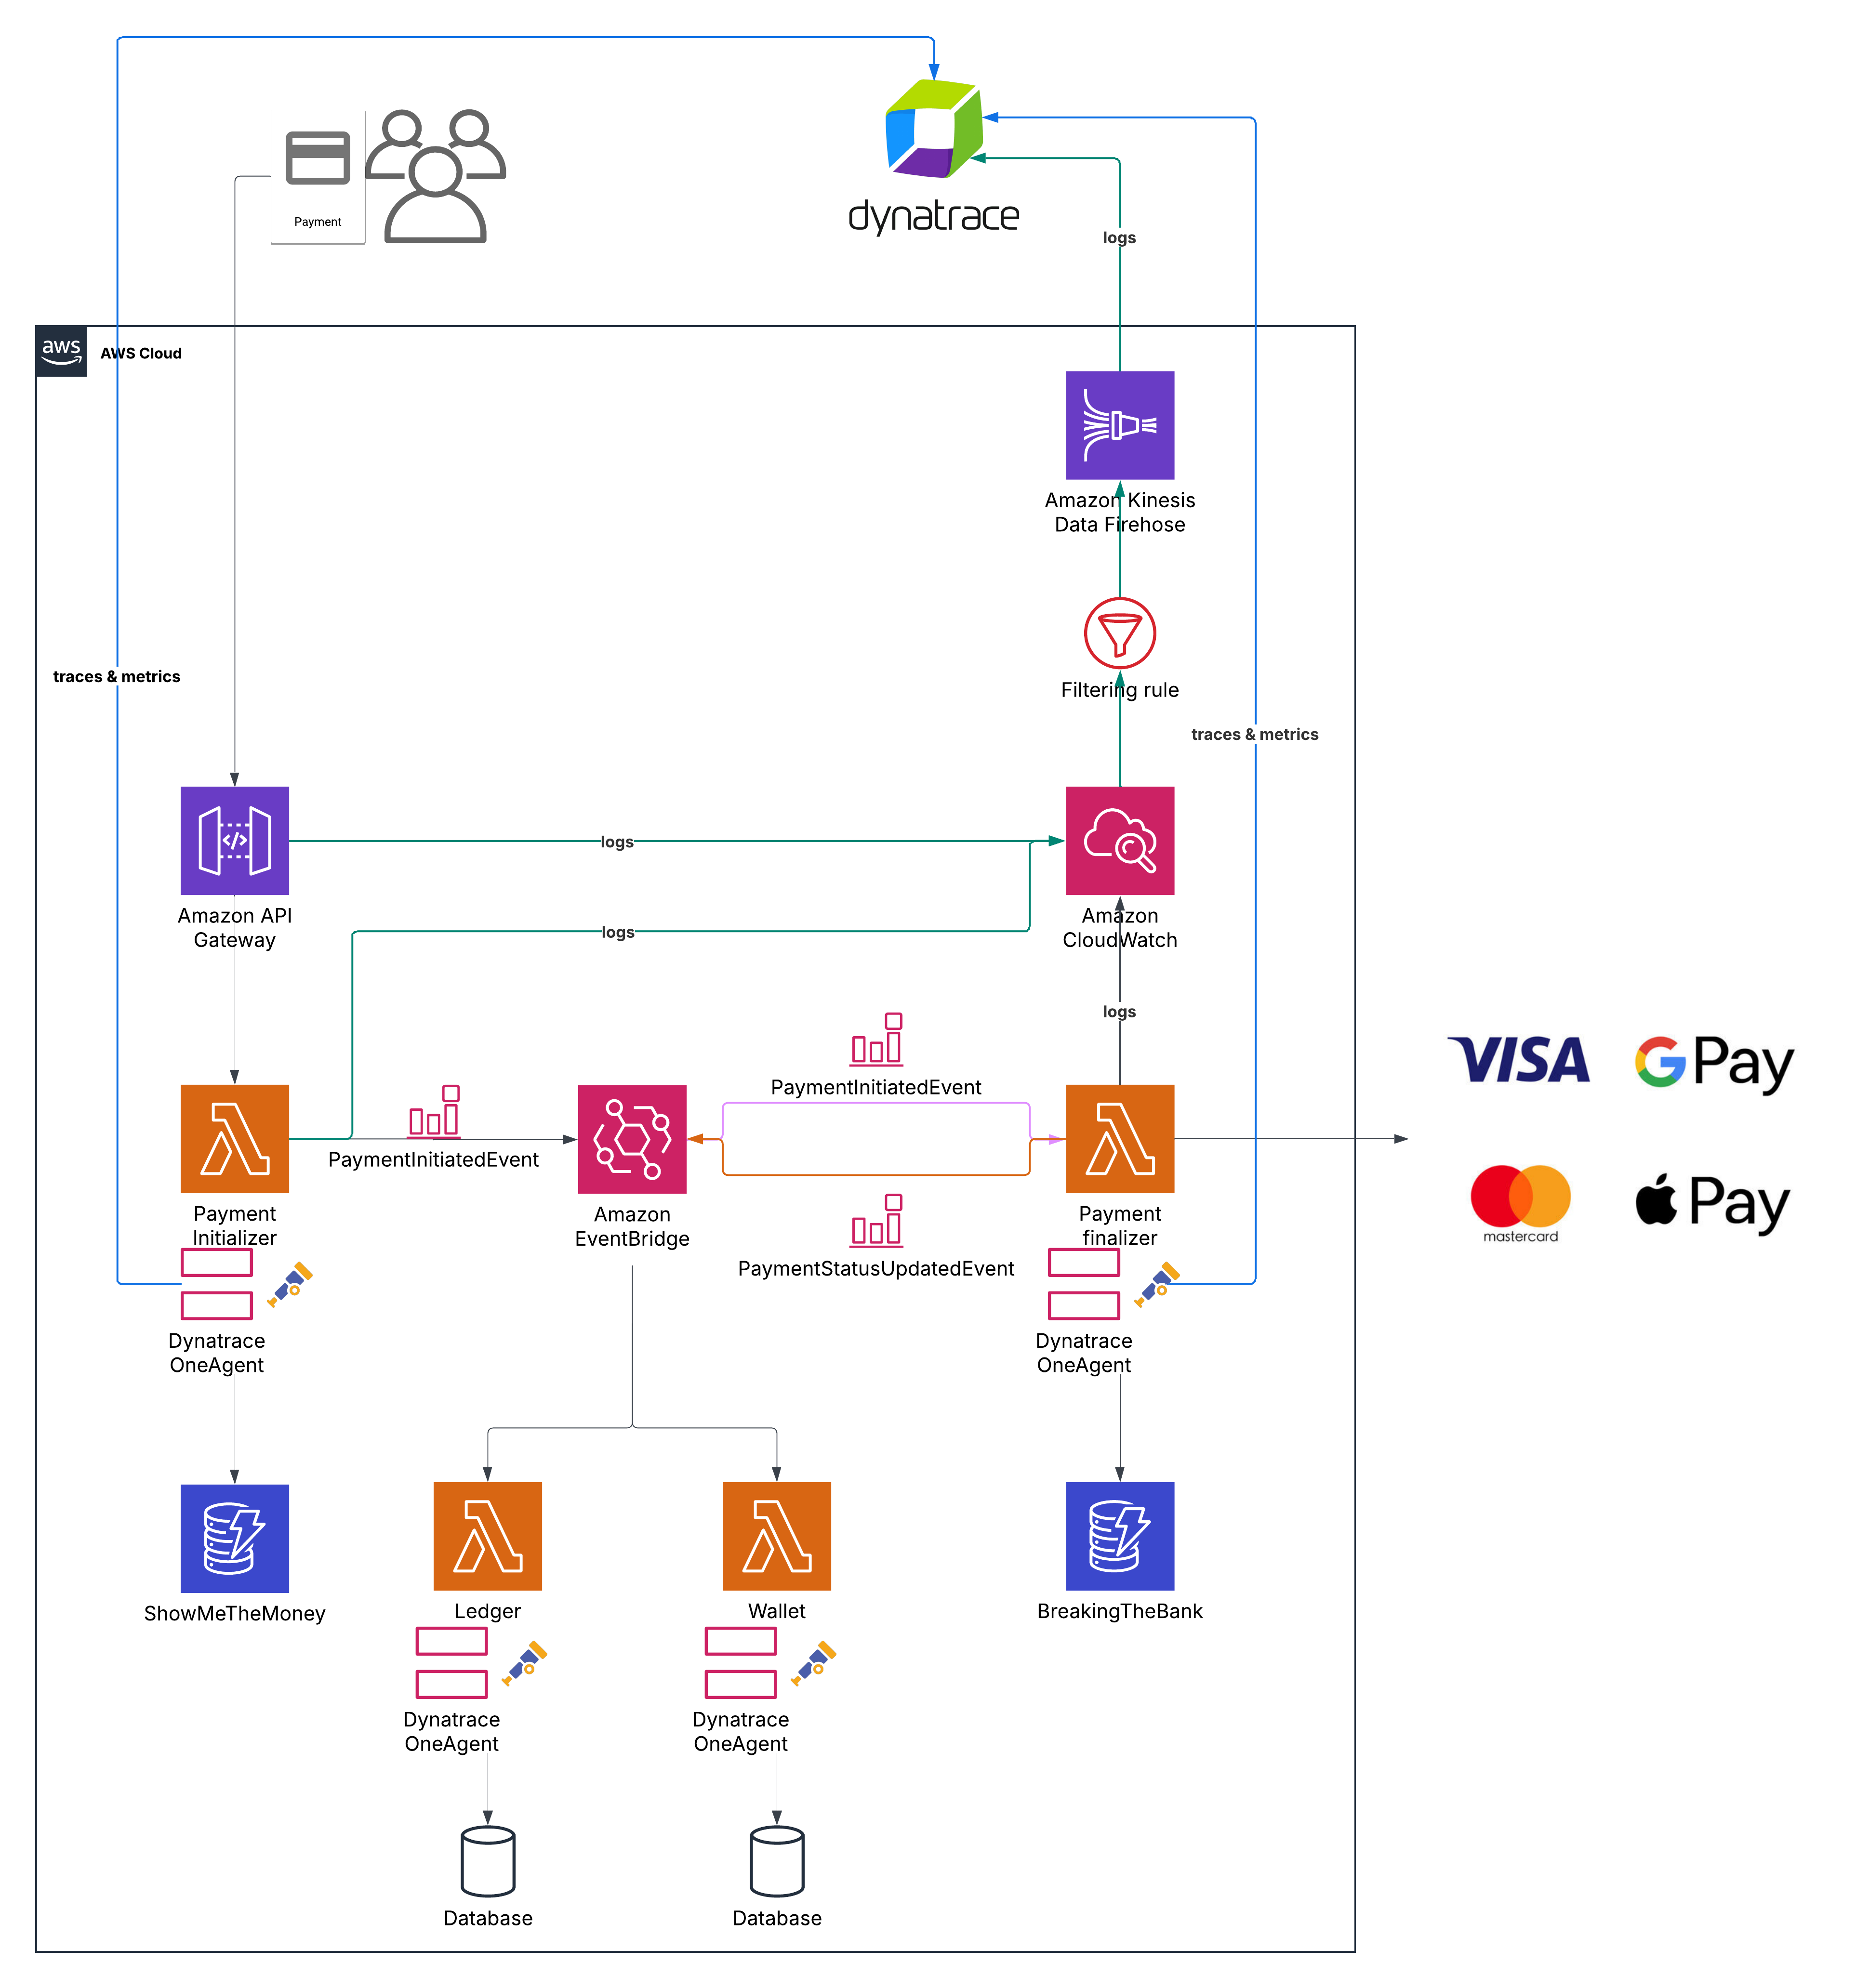 Payment
dynatrace
logs
aws
AWS Cloud
Amazon Kinesis
Data Firehose
Filtering rule
traces & metrics
traces & metrics
logs
Amazon API
Gateway
Amazon
CloudWatch
logs
logs
VISA
G Pay
PaymentInitiatedEvent
PaymentInitiatedEvent
Payment
Initializer
Amazon
EventBridge
Payment
finalizer
mastercard
Pay
PaymentStatusUpdatedEvent
Dynatrace
OneAgent
Dynatrace
OneAgent
ShowMeTheMoney
Ledger
Wallet
BreakingTheBank
Dynatrace
OneAgent
Dynatrace
OneAgent
Database
Database